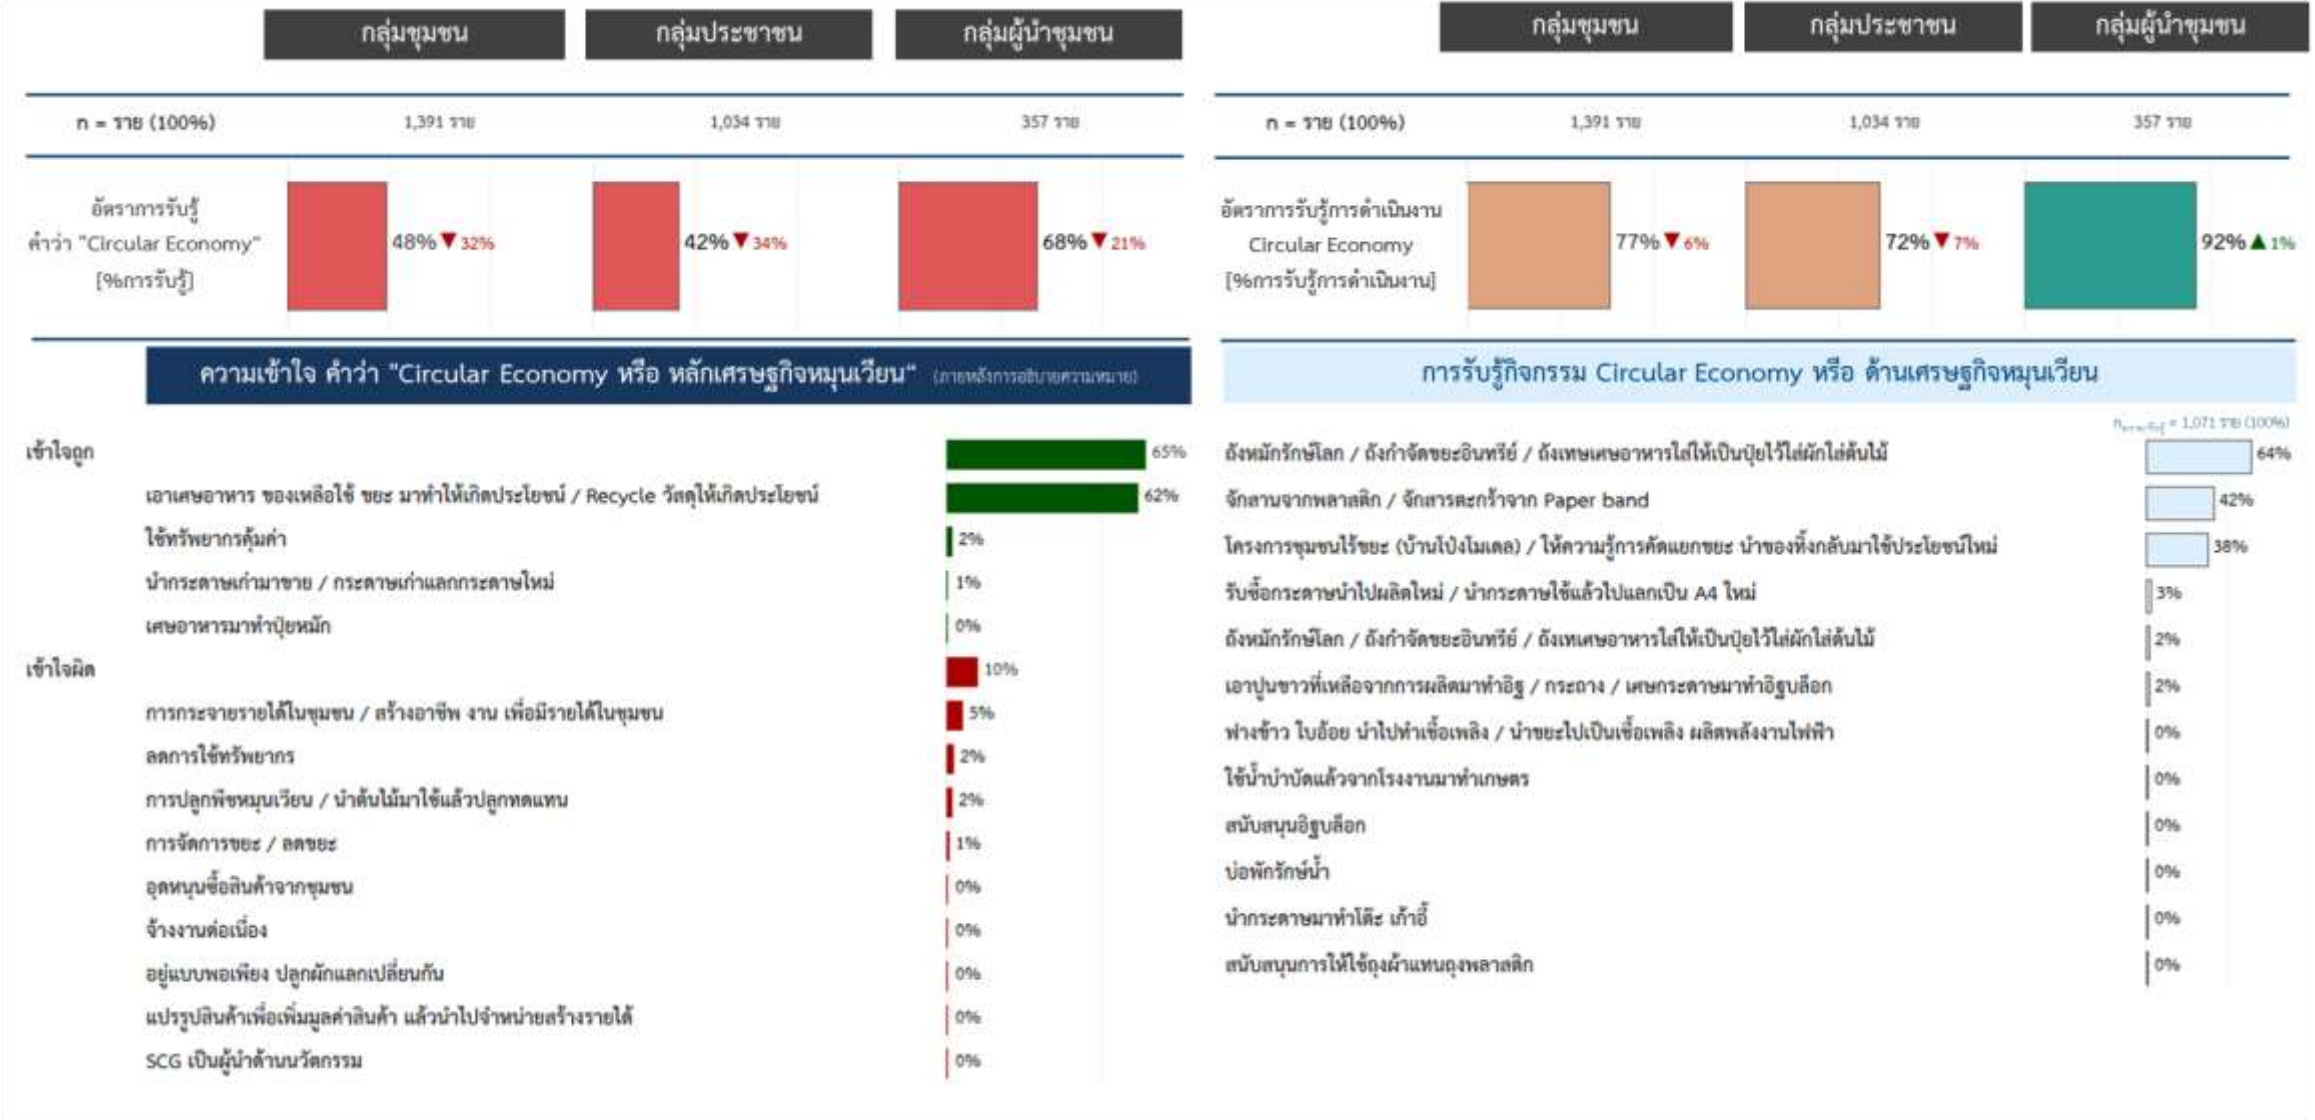 กลุ่มชุมชน
กลุ่มประชาชน
กลุ่มผู้นำชุมชน
n = ราย (100%)
1,391 ราย
1,034 ราย
357 ราย
อัตราการรับรู้
คำว่า "Circular Economy"
[%การรับรู้]
48% ▼ 32%
42% ▼ 34%
68% ▼ 21%
ความเข้าใจ คำว่า "Circular Economy หรือ หลักเศรษฐกิจหมุนเวียน" (ภายหลังการอธิบายความหมาย)
เข้าใจถูก 65%
เอาเศษอาหาร ของเหลือใช้ ขยะ มาทำให้เกิดประโยชน์ / Recycle วัสดุให้เกิดประโยชน์ 62%
ใช้ทรัพยากรคุ้มค่า 2%
นำกระดาษเก่ามาขาย / กระดาษเก่าแลกกระดาษใหม่ 1%
เศษอาหารมาทำปุ๋ยหมัก 0%
เข้าใจผิด 10%
การกระจายรายได้ในชุมชน / สร้างอาชีพ งาน เพื่อมีรายได้ในชุมชน 5%
ลดการใช้ทรัพยากร 2%
การปลูกพืชหมุนเวียน / นำต้นไม้มาใช้แล้วปลูกทดแทน 2%
การจัดการขยะ / ลดขยะ 1%
อุดหนุนซื้อสินค้าจากชุมชน 0%
จ้างงานต่อเนื่อง 0%
อยู่แบบพอเพียง ปลูกผักแลกเปลี่ยนกัน 0%
แปรรูปสินค้าเพื่อเพิ่มมูลค่าสินค้า แล้วนำไปจำหน่ายสร้างรายได้ 0%
SCG เป็นผู้นำด้านนวัตกรรม 0%
กลุ่มชุมชน
กลุ่มประชาชน
กลุ่มผู้นำชุมชน
n = ราย (100%)
1,391 ราย
1,034 ราย
357 ราย
อัตราการรับรู้การดำเนินงาน
Circular Economy
[%การรับรู้การดำเนินงาน]
77% ▼ 6%
72% ▼ 7%
92% ▲ 1%
การรับรู้กิจกรรม Circular Economy หรือ ด้านเศรษฐกิจหมุนเวียน
= 1,071 ราย (100%)
ถังหมักรักษ์โลก / ถังกำจัดขยะอินทรีย์ / ถังเทษเศษอาหารใส่ให้เป็นปุ๋ยไว้ใส่ผักใส่ต้นไม้ 64%
จักสานจากพลาสติก / จักสารตะกร้าจาก Paper band 42%
โครงการชุมชนไร้ขยะ (บ้านโป่งโมเดล) / ให้ความรู้การคัดแยกขยะ นำของทิ้งกลับมาใช้ประโยชน์ใหม่ 38%
รับซื้อกระดาษนำไปผลิตใหม่ / นำกระดาษใช้แล้วไปแลกเป็น A4 ใหม่ 3%
ถังหมักรักษ์โลก / ถังกำจัดขยะอินทรีย์ / ถังเทเศษอาหารใส่ให้เป็นปุ๋ยไว้ใส่ผักใส่ต้นไม้ 2%
เอาปูนขาวที่เหลือจากการผลิตมาทำอิฐ / กระถาง / เศษกระดาษมาทำอิฐบล็อก 2%
ฟางข้าว ใบอ้อย นำไปทำเชื้อเพลิง / นำขยะไปเป็นเชื้อเพลิง ผลิตพลังงานไฟฟ้า 0%
ใช้น้ำบำบัดแล้วจากโรงงานมาทำเกษตร 0%
สนับสนุนอิฐบล็อก 0%
บ่อพักรักษ์น้ำ 0%
นำกระดาษมาทำโต๊ะ เก้าอี้ 0%
สนับสนุนการให้ใช้ถุงผ้าแทนถุงพลาสติก 0%